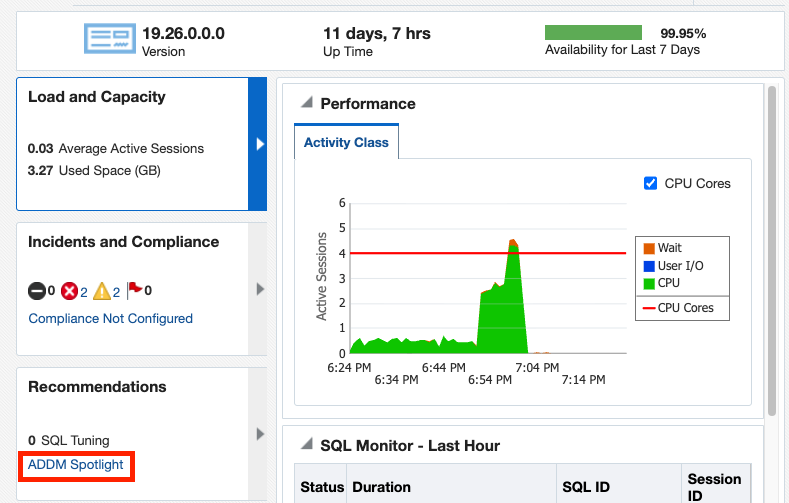 19.26.0.0.0
Version
11 days, 7 hrs
Up Time
99.95%
Availability for Last 7 Days
Load and Capacity
0.03 Average Active Sessions
3.27 Used Space (GB)
Incidents and Compliance
0 2 2 0
Compliance Not Configured
Recommendations
0 SQL Tuning
ADDM Spotlight
Performance
Activity Class
CPU Cores
Active Sessions
6
5
4
3
2
1
0
6:24 PM
6:34 PM
6:44 PM
6:54 PM
7:04 PM
7:14 PM
Wait
User I/O
CPU
CPU Cores
SQL Monitor - Last Hour
Status Duration SQL ID Session ID